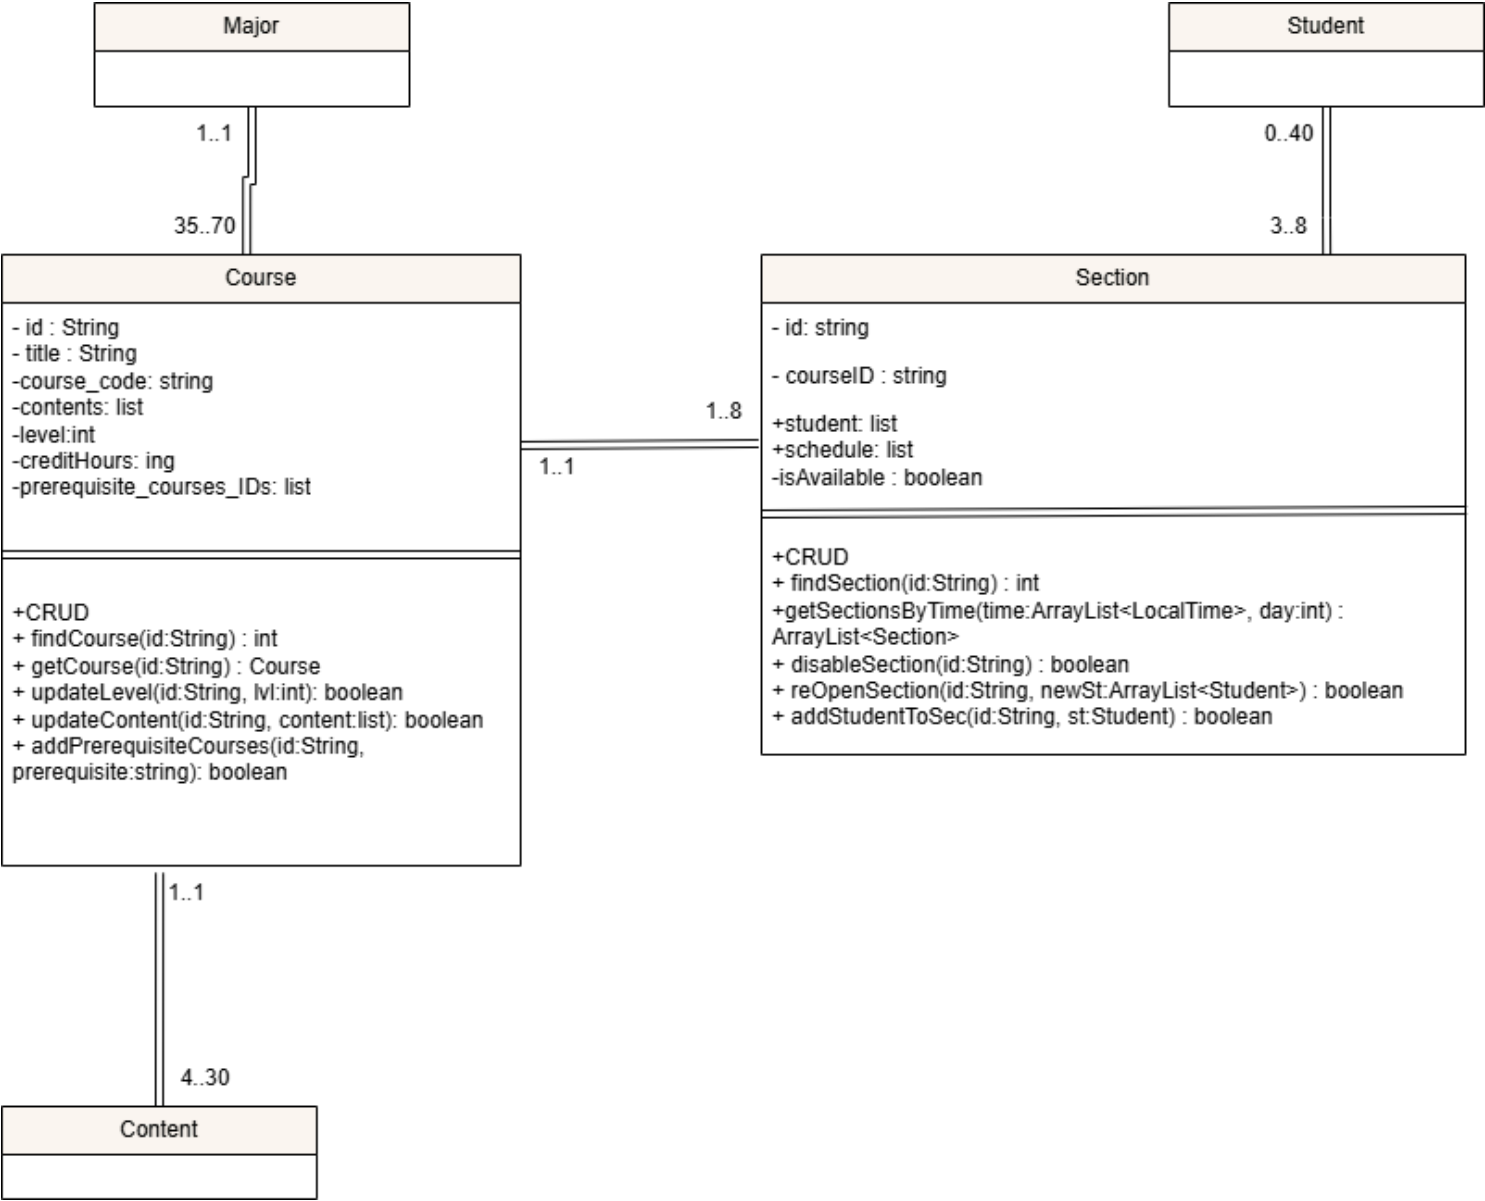 Major
Student
1..1
0..40
35..70
3..8
Course
- id : String
- title : String
-course_code: string
-contents: list
-level:int
-creditHours: ing
-prerequisite_courses_IDs: list
+CRUD
+ findCourse(id:String) : int
+ getCourse(id:String) : Course
+ updateLevel(id:String, lvl:int): boolean
+ updateContent(id:String, content:list): boolean
+ addPrerequisiteCourses(id:String,
prerequisite:string): boolean
1..8
1..1
Section
- id: string
- courseID : string
+student: list
+schedule: list
-isAvailable : boolean
+CRUD
+ findSection(id:String) : int
+getSectionsByTime(time:ArrayList<LocalTime>, day:int) :
ArrayList<Section>
+ disableSection(id:String) : boolean
+ reOpenSection(id:String, newSt:ArrayList<Student>) : boolean
+ addStudentToSec(id:String, st:Student) : boolean
1..1
4..30
Content